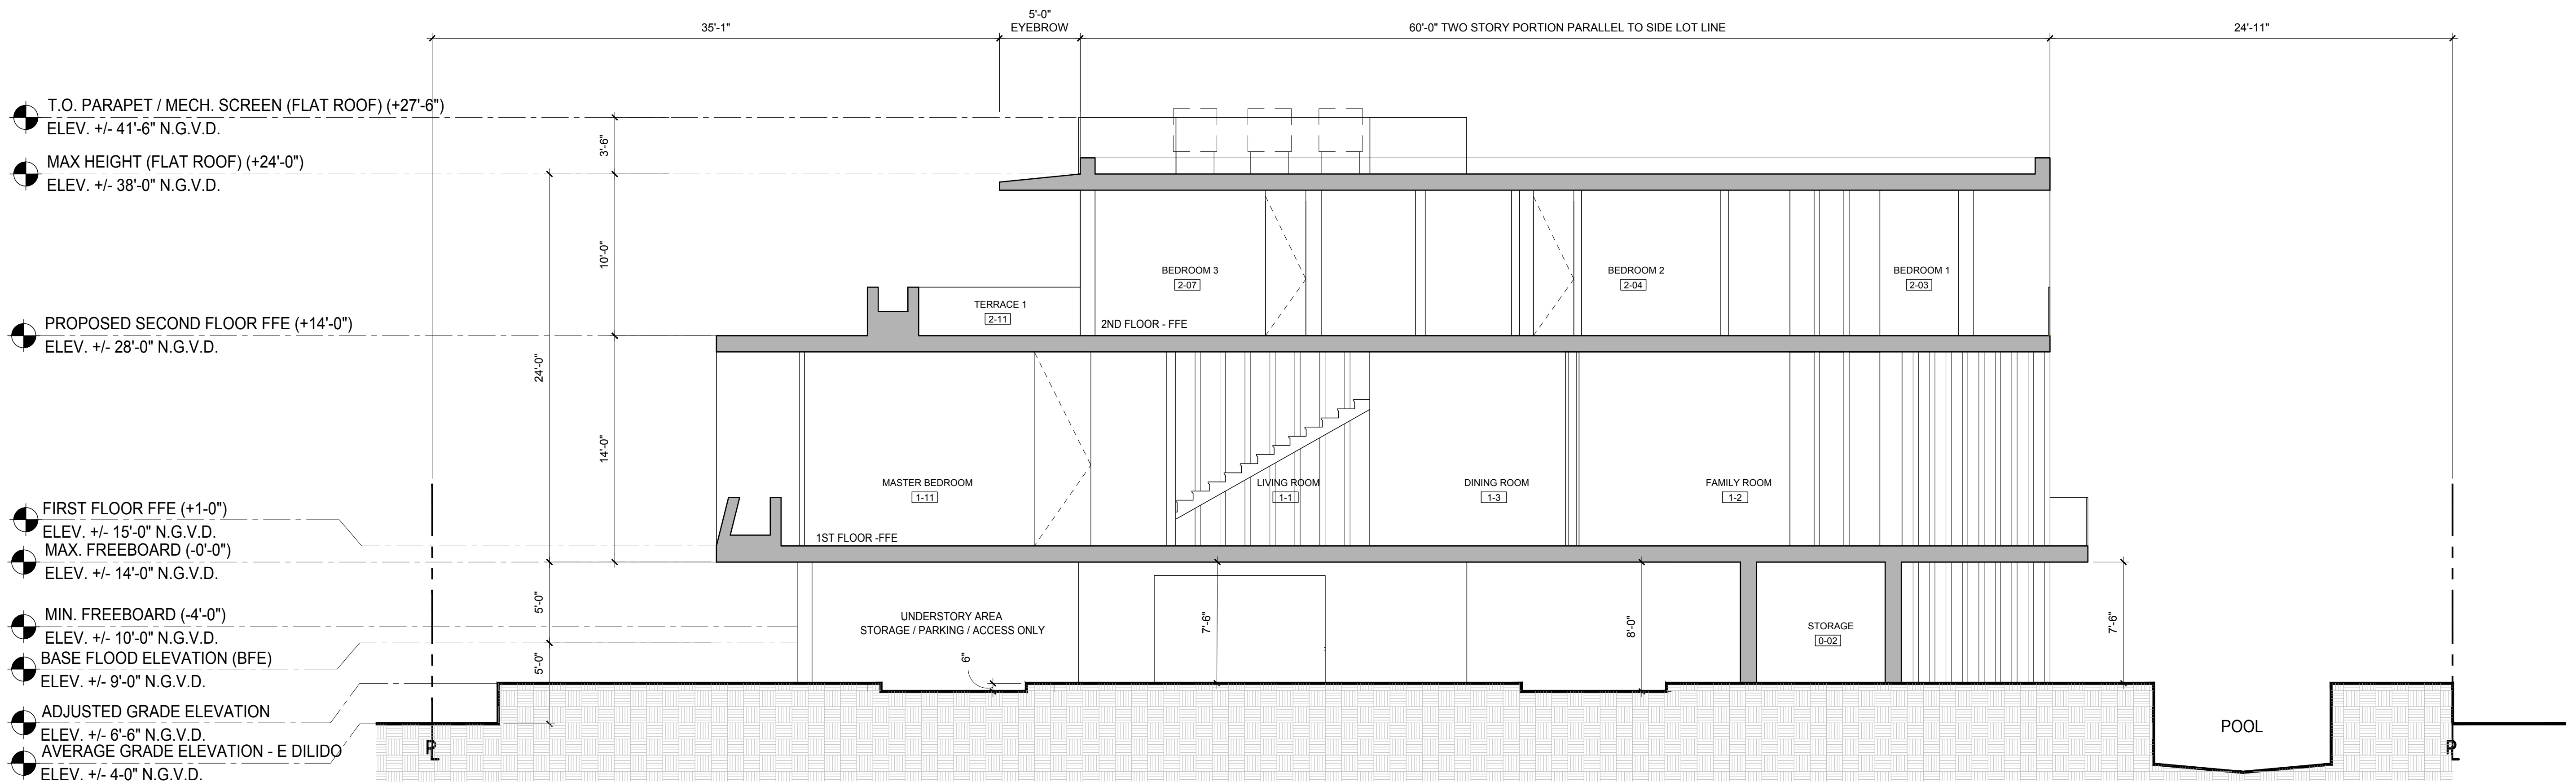 5'-0"
35'-1"
EYEBROW
60'-0" TWO STORY PORTION PARALLEL TO SIDE LOT LINE
24'-11"
T.O. PARAPET / MECH. SCREEN (FLAT ROOF) (+27'-6")
ELEV. +/- 41'-6" N.G.V.D.
3'-6"
MAX HEIGHT (FLAT ROOF) (+24'-0")
ELEV. +/- 38'-0" N.G.V.D.
10'-0"
BEDROOM 3
2-07
BEDROOM 2
2-04
BEDROOM 1
2-03
TERRACE 1
2-11
PROPOSED SECOND FLOOR FFE (+14'-0")
ELEV. +/- 28'-0" N.G.V.D.
2ND FLOOR - FFE
24'-0"
14'-0"
MASTER BEDROOM
1-11
LIVING ROOM
1-1
DINING ROOM
1-3
FAMILY ROOM
1-2
FIRST FLOOR FFE (+1-0")
ELEV. +/- 15'-0" N.G.V.D.
1ST FLOOR -FFE
MAX. FREEBOARD (-0'-0")
ELEV. +/- 14'-0" N.G.V.D.
5'-0"
MIN. FREEBOARD (-4'-0")
ELEV. +/- 10'-0" N.G.V.D.
UNDERSTORY AREA
STORAGE / PARKING / ACCESS ONLY
7'-6"
8'-0"
STORAGE
0-02
7'-6"
BASE FLOOD ELEVATION (BFE)
ELEV. +/- 9'-0" N.G.V.D.
5'-0"
6"
ADJUSTED GRADE ELEVATION
ELEV. +/- 6'-6" N.G.V.D.
AVERAGE GRADE ELEVATION - E DILIDO
ELEV. +/- 4-0" N.G.V.D.
PL
POOL
PL